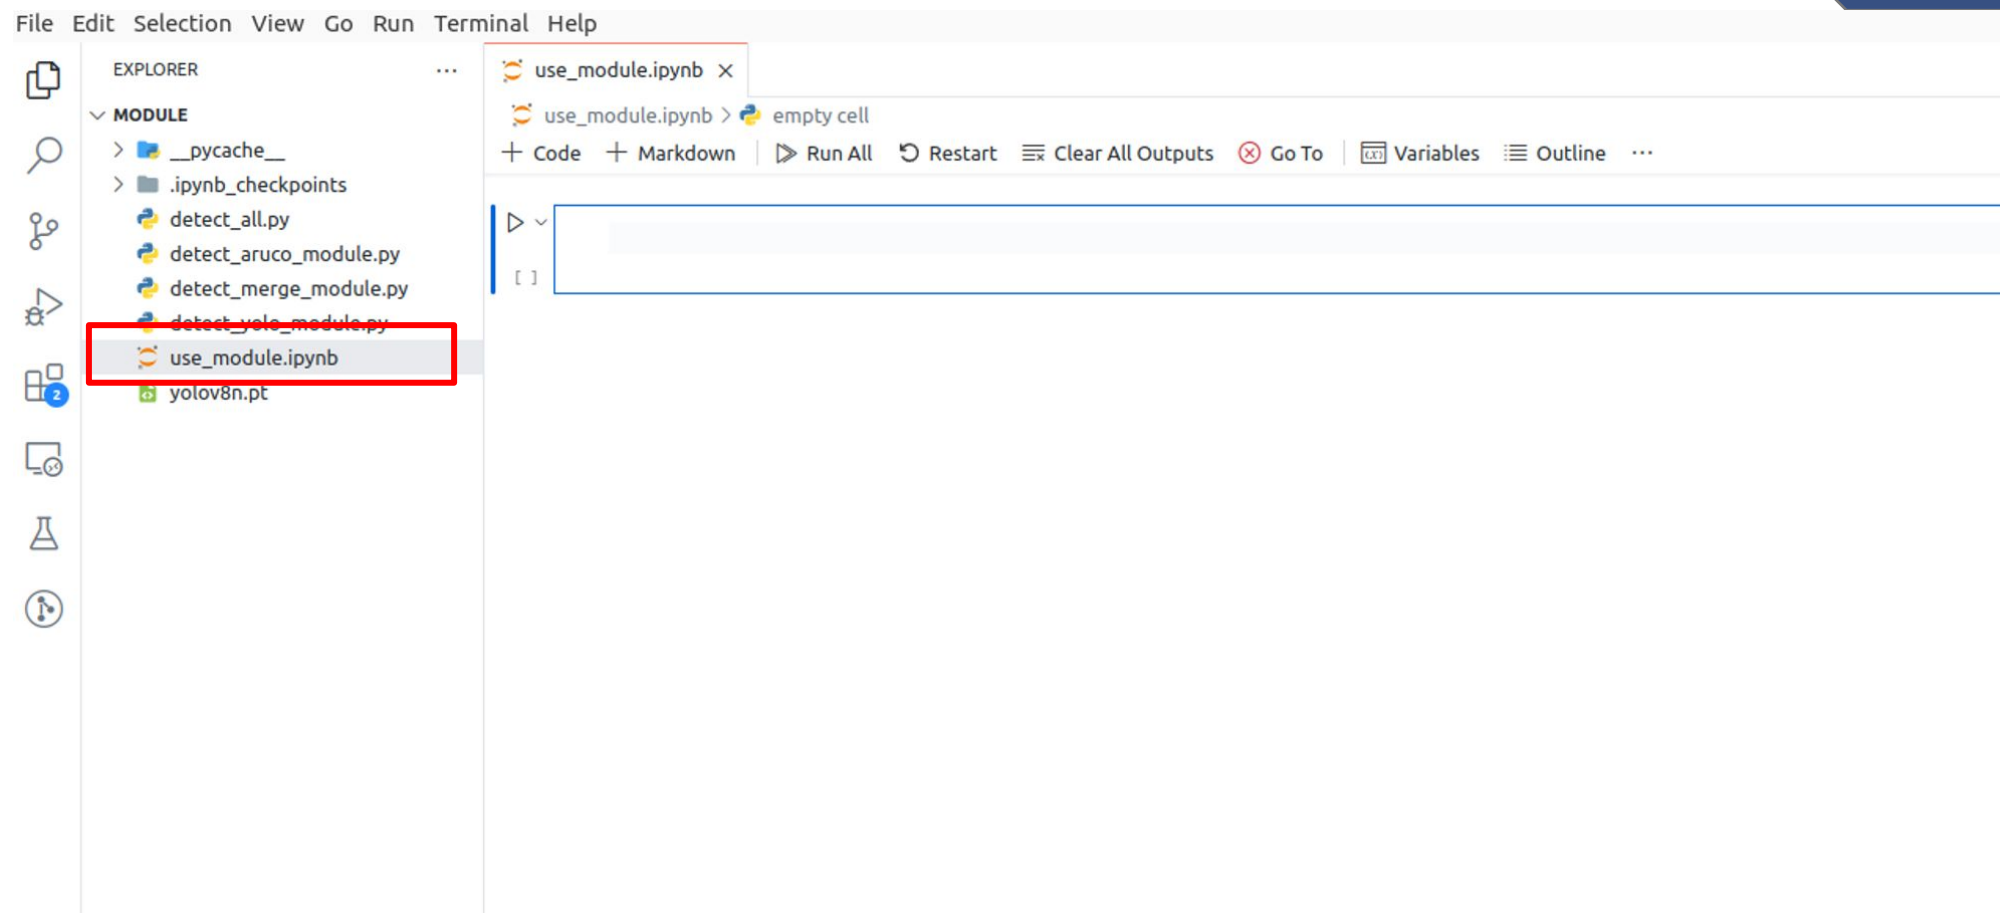 File Edit Selection View Go Run Terminal Help
EXPLORER ...
MODULE
__pycache__
.ipynb_checkpoints
detect_all.py
detect_aruco_module.py
detect_merge_module.py
detect_yolo_module.py
use_module.ipynb
yolov8n.pt
2
use_module.ipynb
use_module.ipynb > empty cell
+ Code + Markdown Run All Restart Clear All Outputs Go To Variables Outline ...
[ ]